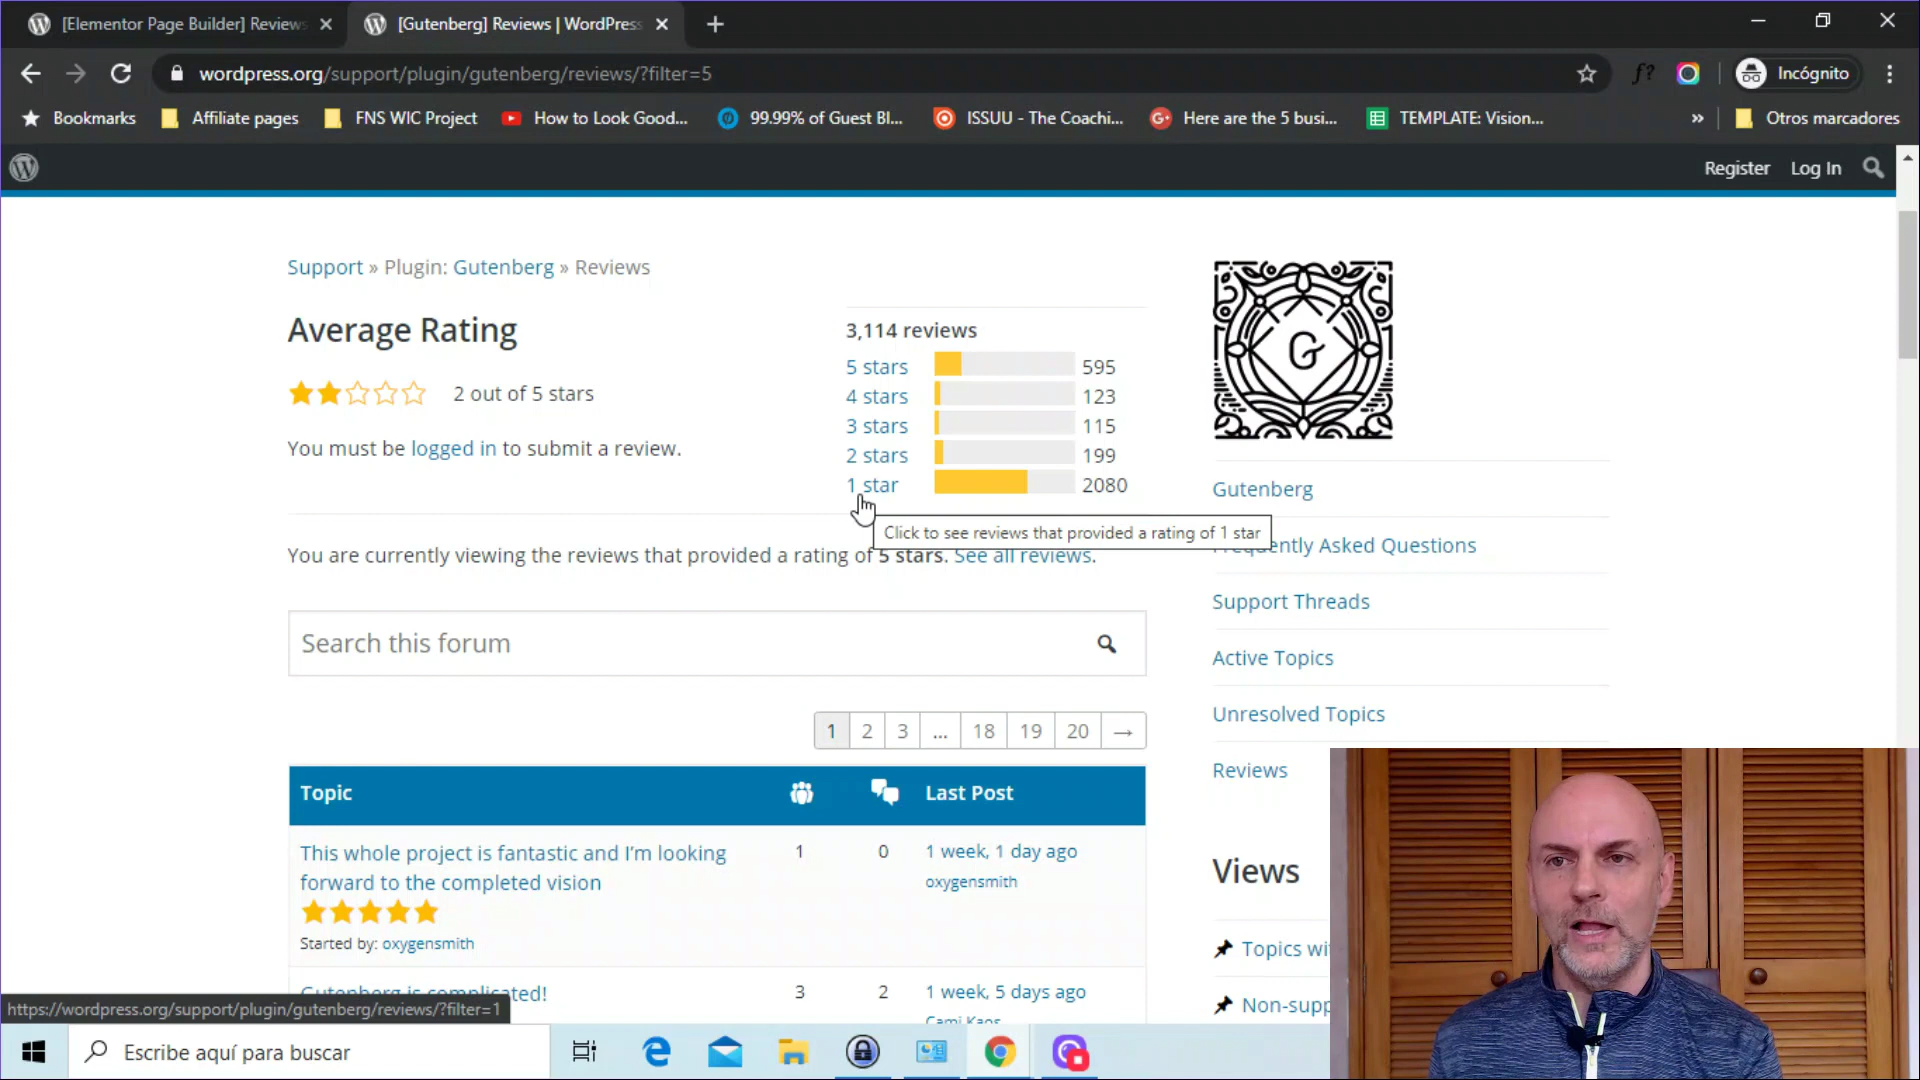 [Elementor Page Builder] Reviews
[Gutenberg] Reviews | WordPress
wordpress.org/support/plugin/gutenberg/reviews/?filter=5
f?
Incógnito
Bookmarks
Affiliate pages
FNS WIC Project
How to Look Good...
99.99% of Guest Bl...
ISSUU - The Coachi...
Here are the 5 busi...
TEMPLATE: Vision...
»
Otros marcadores
Register
Log In
Support » Plugin: Gutenberg » Reviews
Average Rating
2 out of 5 stars
You must be logged in to submit a review.
3,114 reviews
5 stars 595
4 stars 123
3 stars 115
2 stars 199
1 star 2080
Click to see reviews that provided a rating of 1 star
You are currently viewing the reviews that provided a rating of 5 stars. See all reviews.
Search this forum
1 2 3 ... 18 19 20 →
Topic
Last Post
This whole project is fantastic and I'm looking
forward to the completed vision
1 0
1 week, 1 day ago
oxygensmith
Started by: oxygensmith
Gutenberg is complicated!
3 2
1 week, 5 days ago
Cami Kaos
G
Gutenberg
Frequently Asked Questions
Support Threads
Active Topics
Unresolved Topics
Reviews
Views
Topics wi
Non-supp
https://wordpress.org/support/plugin/gutenberg/reviews/?filter=1
Escribe aquí para buscar